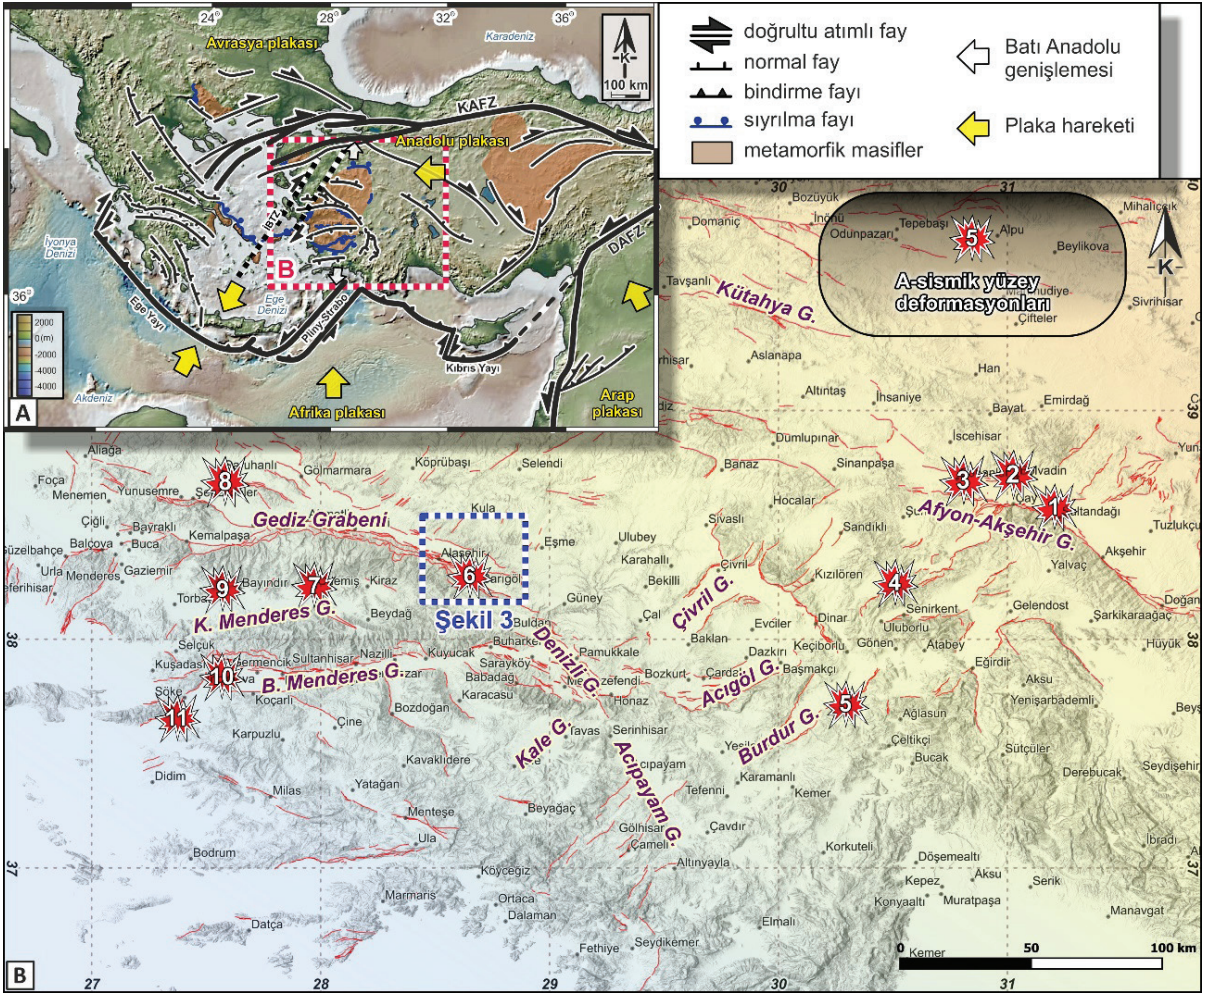 24°
28°
32°
36°
Avrasya plakası
Karadeniz
K
100 km
KAFZ
Anadolu plakası
İBTZ
B
DAFZ
İyonya
Denizi
36°
Ege Yayı
Ege
Denizi
Pliny-Strabo
Kıbrıs Yayı
2000
0(m)
-2000
-4000
-4000
Akdeniz
Afrika plakası
Arap
plakası
A
doğrultu atımlı fay
normal fay
bindirme fayı
sıyrılma fayı
metamorfik masifler
Batı Anadolu
genişlemesi
Plaka hareketi
30
31
Bozüyük
Domaniç
İnönü
Odunpazarı
Tepebaşı
5
Alpu
Beylikova
Mihalıççık
K
A-sismik yüzey
deformasyonları
Tavşanlı
Kütahya G.
Çifteler
Sivrihisar
Aslanapa
Han
Altıntaş
İhsaniye
Bayat
Emirdağ
39
Aliağa
Dumlupınar
İscehisar
Foça
Menemen
Yunusemre
8
Gölmarmara
Köprübaşı
Selendi
Banaz
Sinanpaşa
3
2
1
Hocalar
Çiğli
Bayraklı
Gediz Grabeni
Kula
Sivaslı
Sandıklı
Afyon-Akşehir G.
Tuzlukçu
Balçova
Buca
Kemalpaşa
Alaşehir
Eşme
Ulubey
Karahallı
Akşehir
Urla
Menderes
Gaziemir
9
Bayındır
7
Kiraz
6
Bekilli
Çivril
Kızılören
4
Yalvaç
Beydağ
Güney
Çal
Çivril G.
Senirkent
Gelendost
Şarkikaraağaç
K. Menderes G.
Şekil 3
Buldan
Evciler
Dinar
Uluborlu
38
Selçuk
Buharkent
Denizli G.
Baklan
Keçiborlu
Gönen
Atabey
Hüyük
38
Kuşadası
Germencik
Sultanhisar
Nazilli
Kuyucak
Sarayköy
Pamukkale
Dazkırı
Başmakçı
Eğirdir
10
B. Menderes G.
Babadağ
Bozkurt
Acıgöl G.
Aksu
Söke
Koçarlı
Karacasu
Honaz
5
Yenişarbademli
11
Bozdoğan
Ağlasun
Karpuzlu
Çine
Kale G.
Tavas
Serinhisar
Burdur G.
Çeltikçi
Sütçüler
Kavaklıdere
Acıpayam G.
Bucak
Derebucak
Seydişehir
Didim
Yatağan
Karamanlı
Milas
Tefenni
Kemer
Menteşe
Beyağaç
Ula
Gölhisar
Çavdır
İbradı
Bodrum
Çameli
Korkuteli
Altınyayla
Döşemealtı
37
Köyceğiz
Kepez
Aksu
Serik
37
Marmaris
Ortaca
Konyaaltı
Muratpaşa
Manavgat
Datça
Dalaman
Elmalı
Fethiye
Seydikemer
Kemer
0
50
100 km
B
27
28
29
30
31